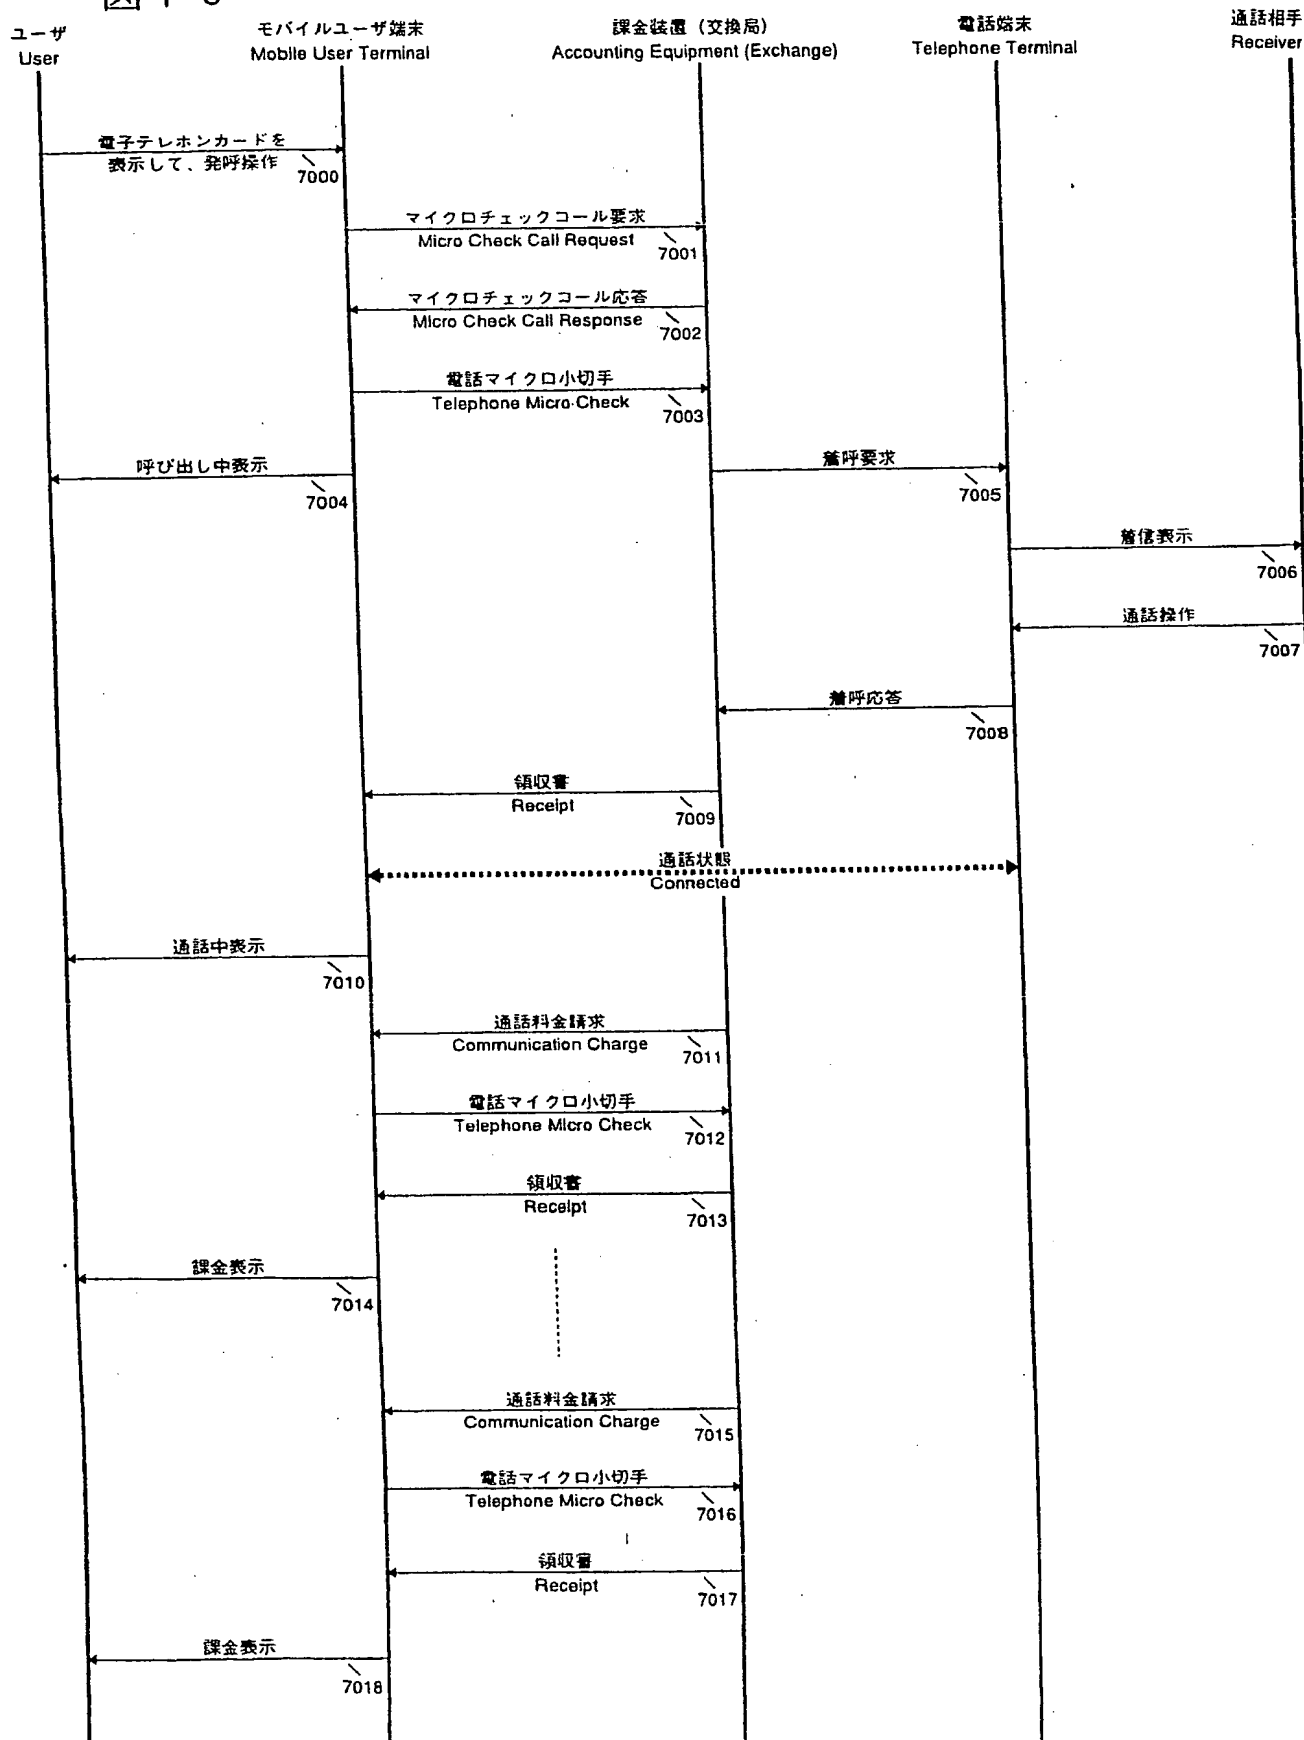 ユーザ
User
モバイルユーザ端末
Mobile User Terminal
課金装置（交換局）
Accounting Equipment (Exchange)
電話端末
Telephone Terminal
通話相手
Receiver
電子テレホンカードを
表示して、発呼操作
7000
マイクロチェックコール要求
Micro Check Call Request
7001
マイクロチェックコール応答
Micro Check Call Response
7002
電話マイクロ小切手
Telephone Micro Check
7003
呼び出し中表示
7004
着呼要求
7005
着信表示
7006
通話操作
7007
着呼応答
7008
領収書
Receipt
7009
通話状態
Connected
通話中表示
7010
通話料金請求
Communication Charge
7011
電話マイクロ小切手
Telephone Micro Check
7012
領収書
Receipt
7013
課金表示
7014
通話料金請求
Communication Charge
7015
電話マイクロ小切手
Telephone Micro Check
7016
領収書
Receipt
7017
課金表示
7018